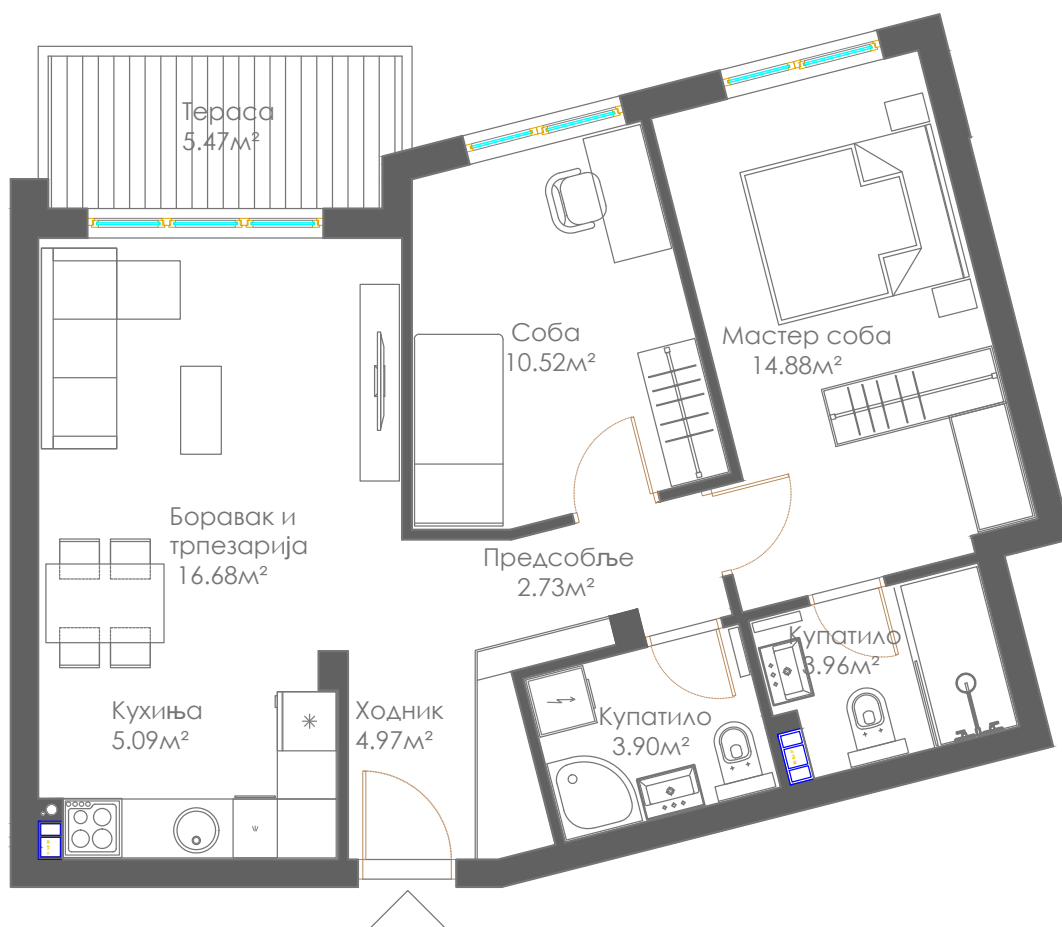 Тераса
5.47м²
Соба
10.52м²
Мастер соба
14.88м²
Боравак и
трпезарија
16.68м²
Предсобље
2.73м²
Купатило
3.96м²
Кухиња
5.09м²
Ходник
4.97м²
Купатило
3.90м²